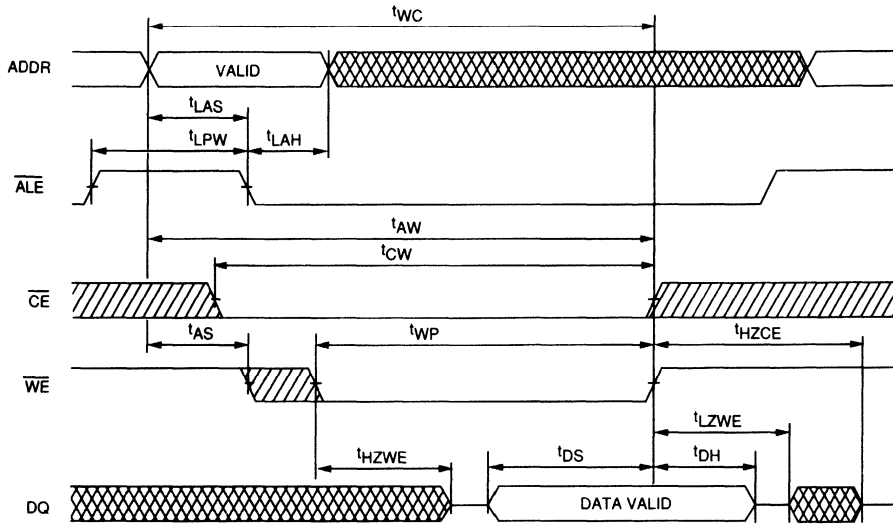 tWC
ADDR
VALID
tLAS
tLPW
tLAH
ALE
tAW
tCW
CE
tAS
tWP
tHZCE
WE
tLZWE
tHZWE
tDS
tDH
DQ
DATA VALID